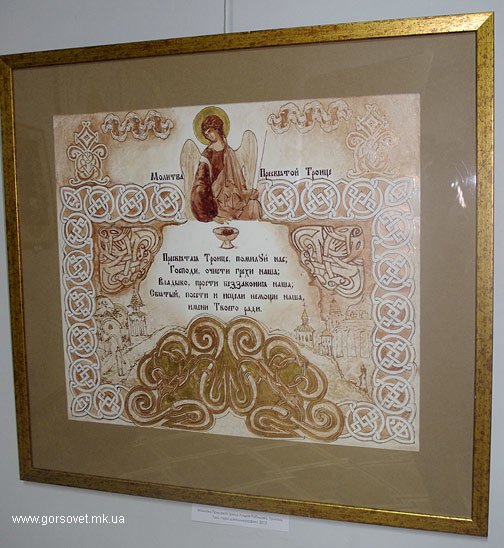 Молитва Пресвятой Троице
Пресвятая Троице, помилуй нас;
Господи, очисти грехи наша;
Владыко, прости беззакония наша;
Святый, посети и исцели немощи наша,
имени Твоего ради.
www.gorsovet.mk.ua